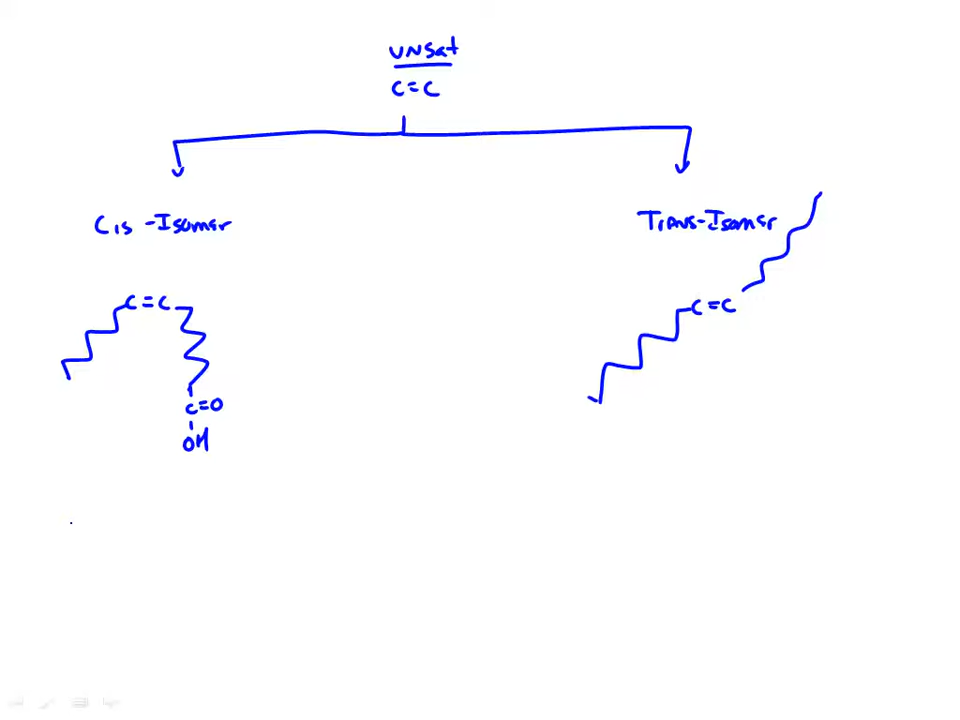 UNSat
C=C
Cis -Isomer
Trans-Isomer
C=C
C=C
C=O
OH